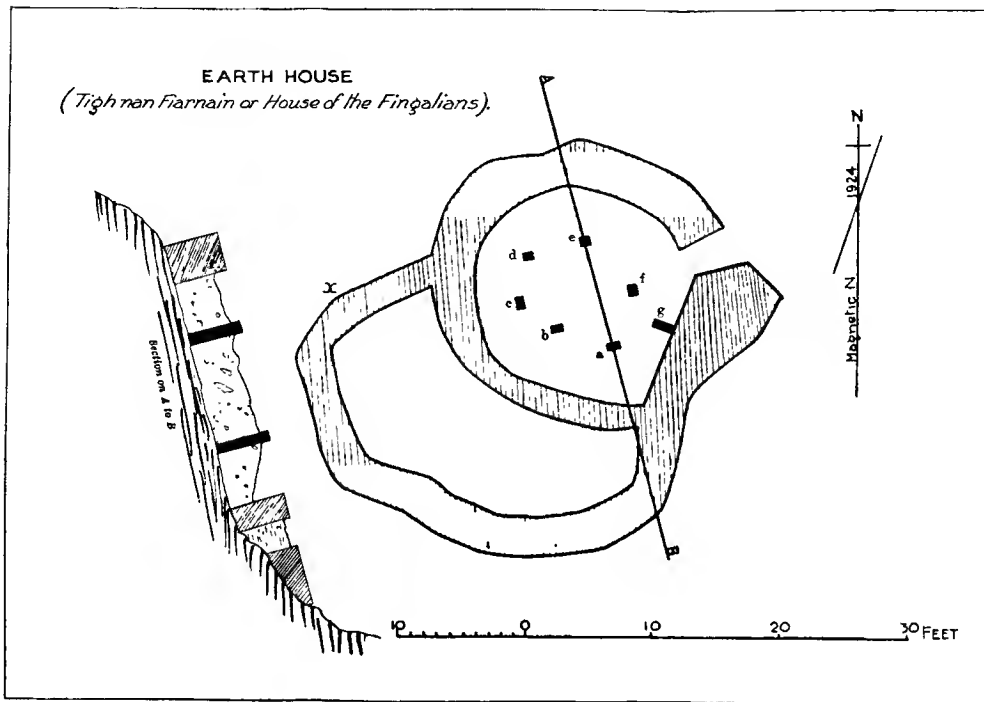 EARTH HOUSE
(Tigh nan Fiarnain or House of the Fingalians).
A
N
1924
Magnetic N
e
d
f
x
c
g
b
a
Section on A to B
B
10 0 10 20 30 FEET